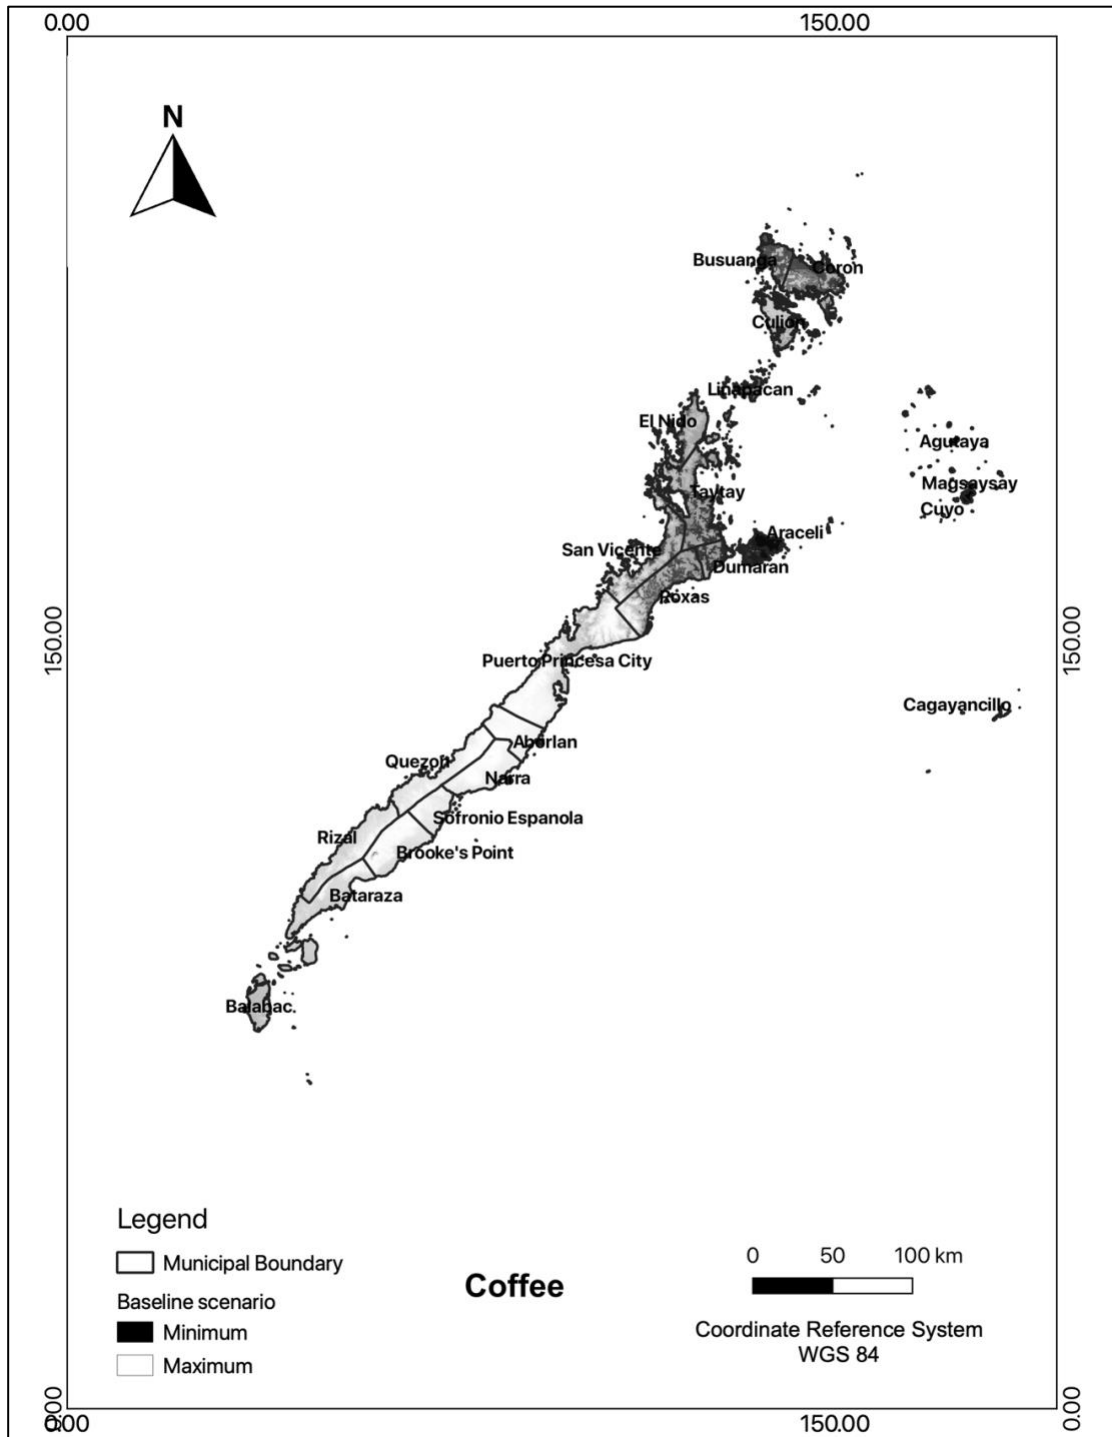 0.00
150.00
N
Busuanga
Coron
Culion
Linapacan
El Nido
Agutaya
Taytay
Magsaysay
Cuyo
Araceli
San Vicente
Dumaran
Roxas
150.00
150.00
Puerto Princesa City
Cagayancillo
Aborlan
Quezon
Narra
Sofronio Espanola
Rizal
Brooke's Point
Bataraza
Balabac
Legend
Municipal Boundary
Baseline scenario
Minimum
Maximum
Coffee
0 50 100 km
Coordinate Reference System
WGS 84
0.00
0.00
0.00
150.00